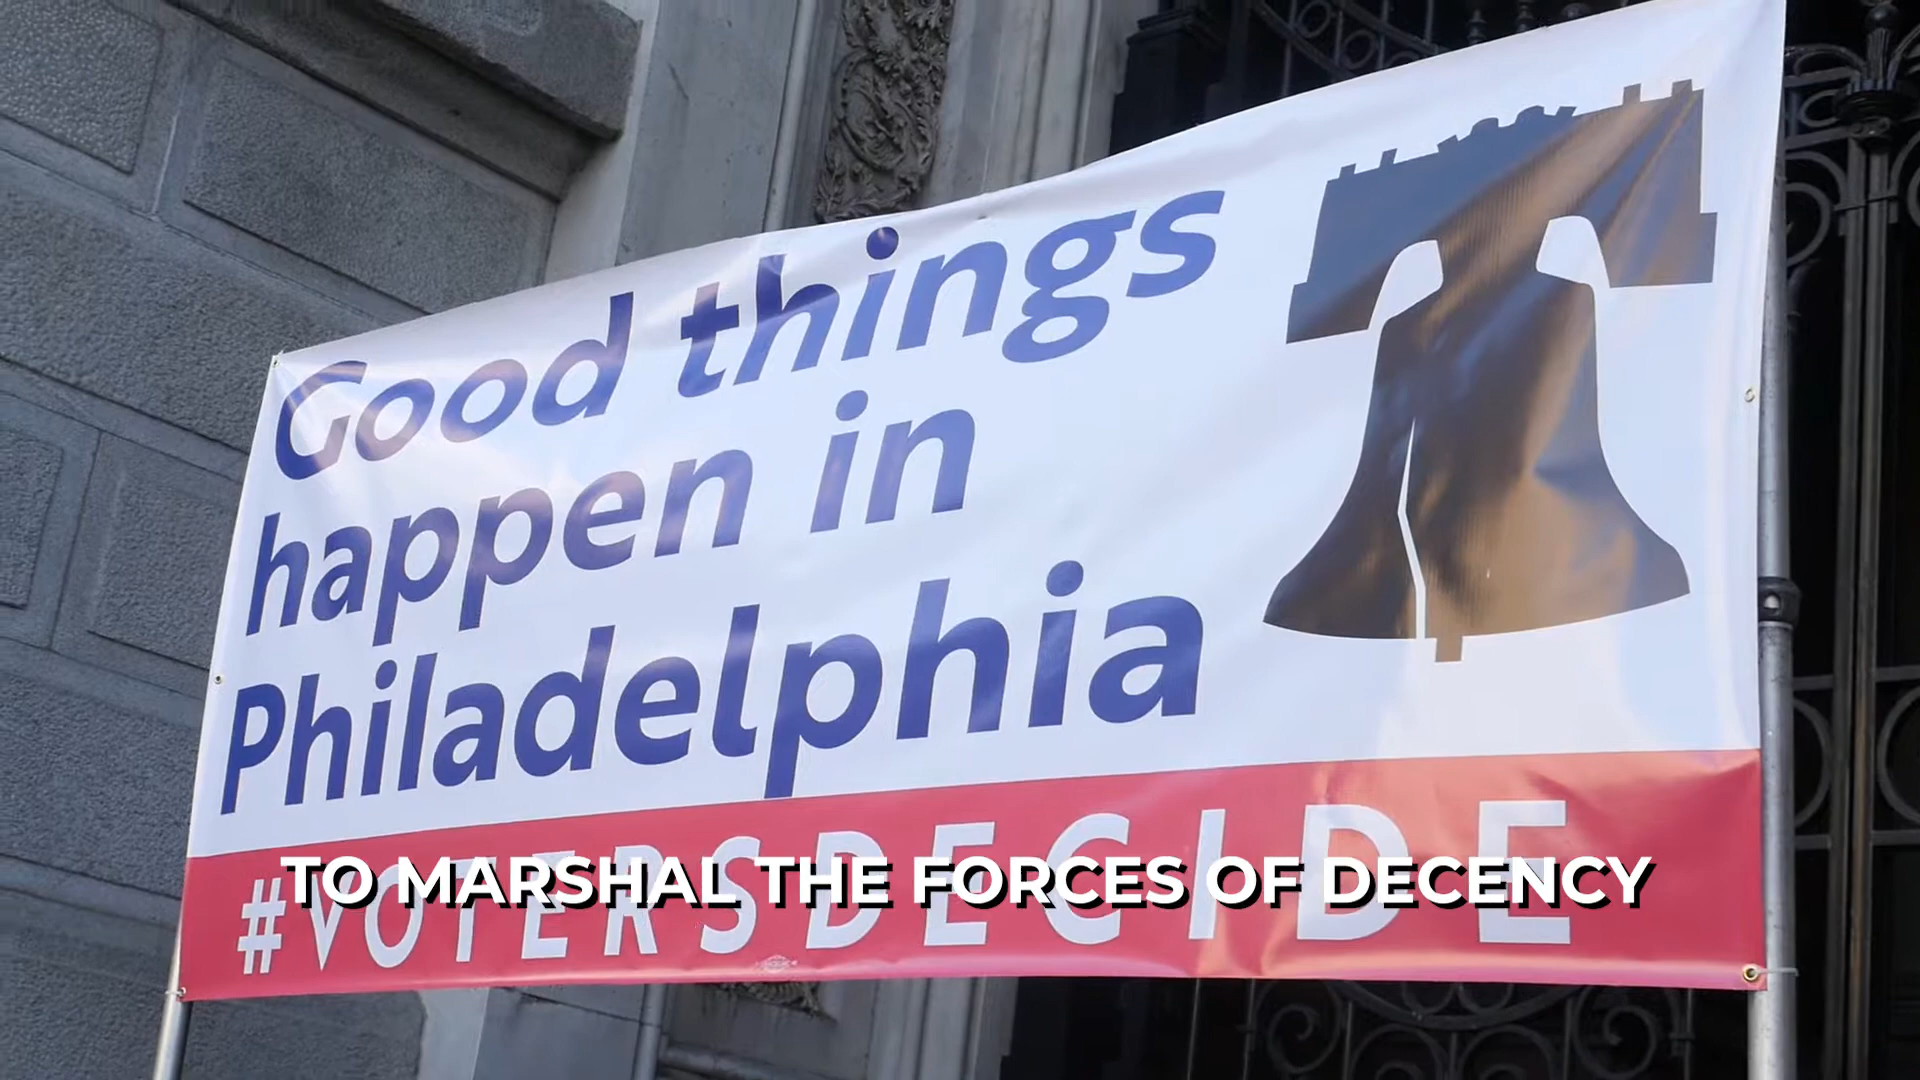 Good things
happen in
Philadelphia
#VOTERSDECIDE
TO MARSHAL THE FORCES OF DECENCY